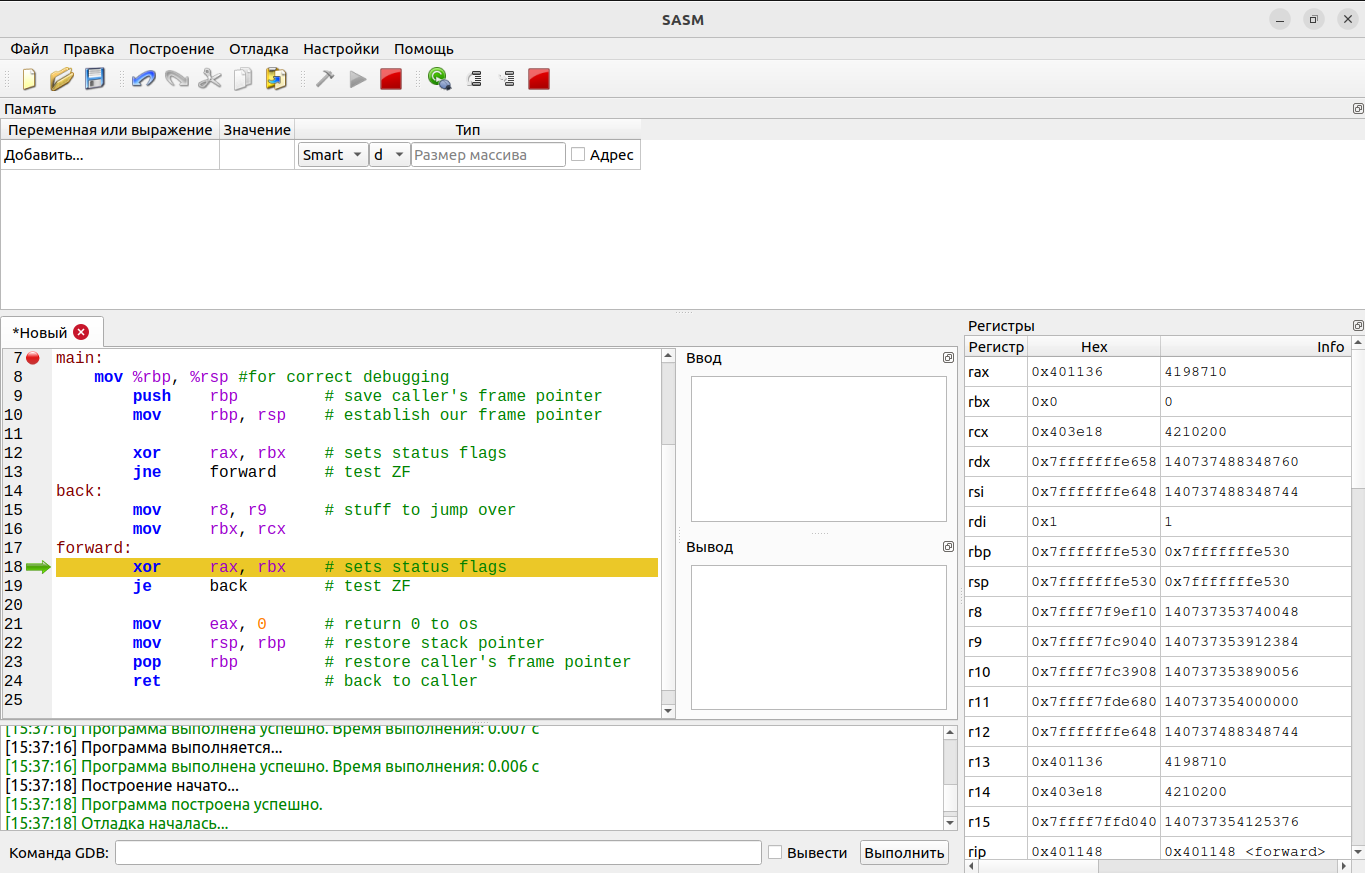 SASM
Файл Правка Построение Отладка Настройки Помощь
Память
Переменная или выражение Значение Тип
Добавить... Smart d Размер массива Адрес
*Новый
7 main:
8 mov %rbp, %rsp #for correct debugging
9 push rbp # save caller's frame pointer
10 mov rbp, rsp # establish our frame pointer
11
12 xor rax, rbx # sets status flags
13 jne forward # test ZF
14 back:
15 mov r8, r9 # stuff to jump over
16 mov rbx, rcx
17 forward:
18 xor rax, rbx # sets status flags
19 je back # test ZF
20
21 mov eax, 0 # return 0 to os
22 mov rsp, rbp # restore stack pointer
23 pop rbp # restore caller's frame pointer
24 ret # back to caller
25
Ввод
Вывод
[15:37:16] Программа выполнена успешно. Время выполнения: 0.007 с
[15:37:16] Программа выполняется...
[15:37:16] Программа выполнена успешно. Время выполнения: 0.006 с
[15:37:18] Построение начато...
[15:37:18] Программа построена успешно.
[15:37:18] Отладка началась...
Команда GDB: Вывести Выполнить
Регистры
Регистр Hex Info
rax 0x401136 4198710
rbx 0x0 0
rcx 0x403e18 4210200
rdx 0x7fffffffe658 140737488348760
rsi 0x7fffffffe648 140737488348744
rdi 0x1 1
rbp 0x7fffffffe530 0x7fffffffe530
rsp 0x7fffffffe530 0x7fffffffe530
r8 0x7ffff7f9ef10 140737353740048
r9 0x7ffff7fc9040 140737353912384
r10 0x7ffff7fc3908 140737353890056
r11 0x7ffff7fde680 140737354000000
r12 0x7fffffffe648 140737488348744
r13 0x401136 4198710
r14 0x403e18 4210200
r15 0x7ffff7ffd040 140737354125376
rip 0x401148 0x401148 <forward>